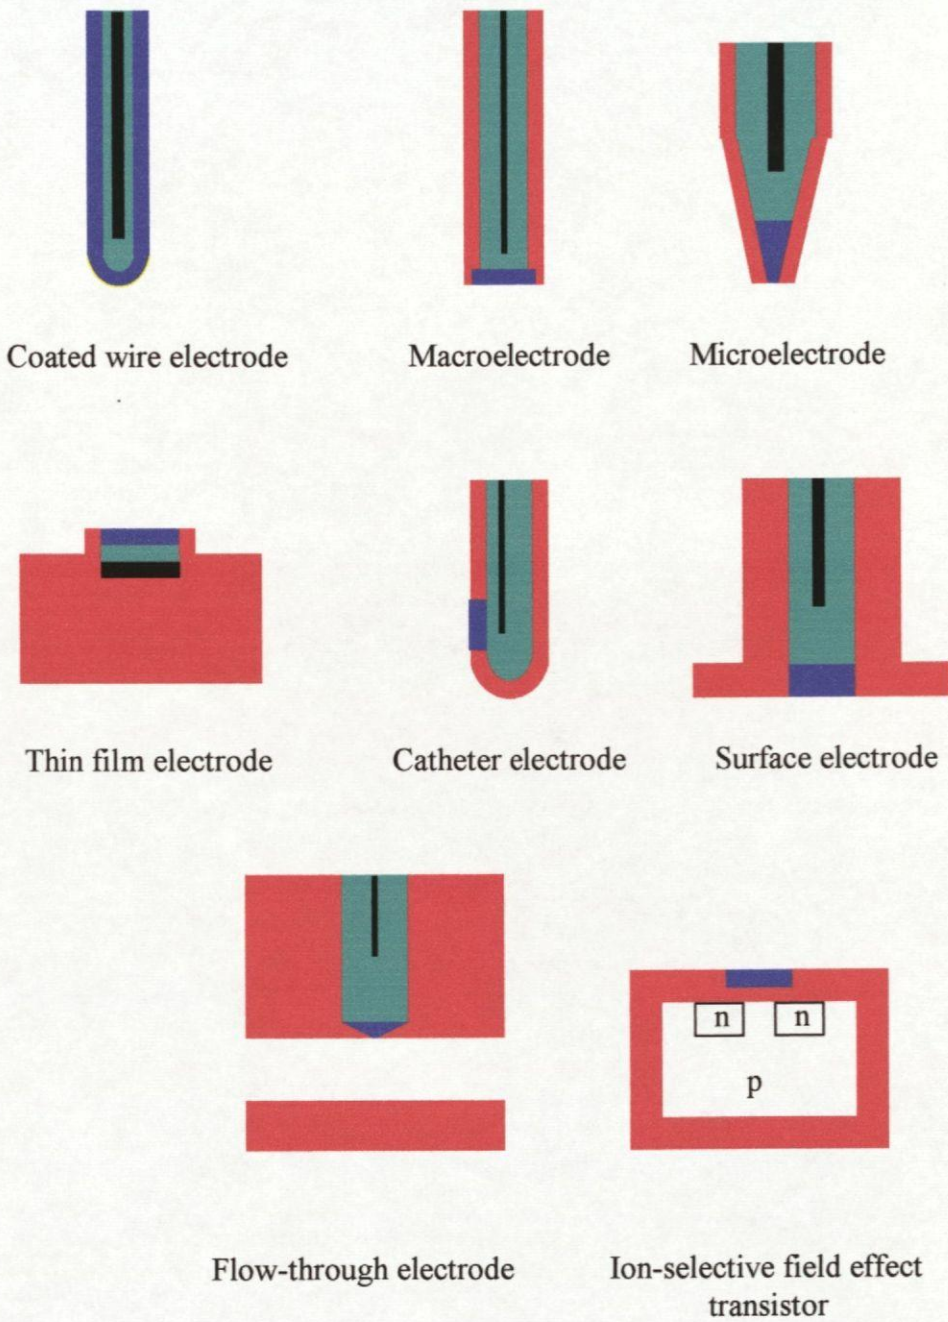 Coated wire electrode
Macroelectrode
Microelectrode
Thin film electrode
Catheter electrode
Surface electrode
n
n
p
Flow-through electrode
Ion-selective field effect
transistor